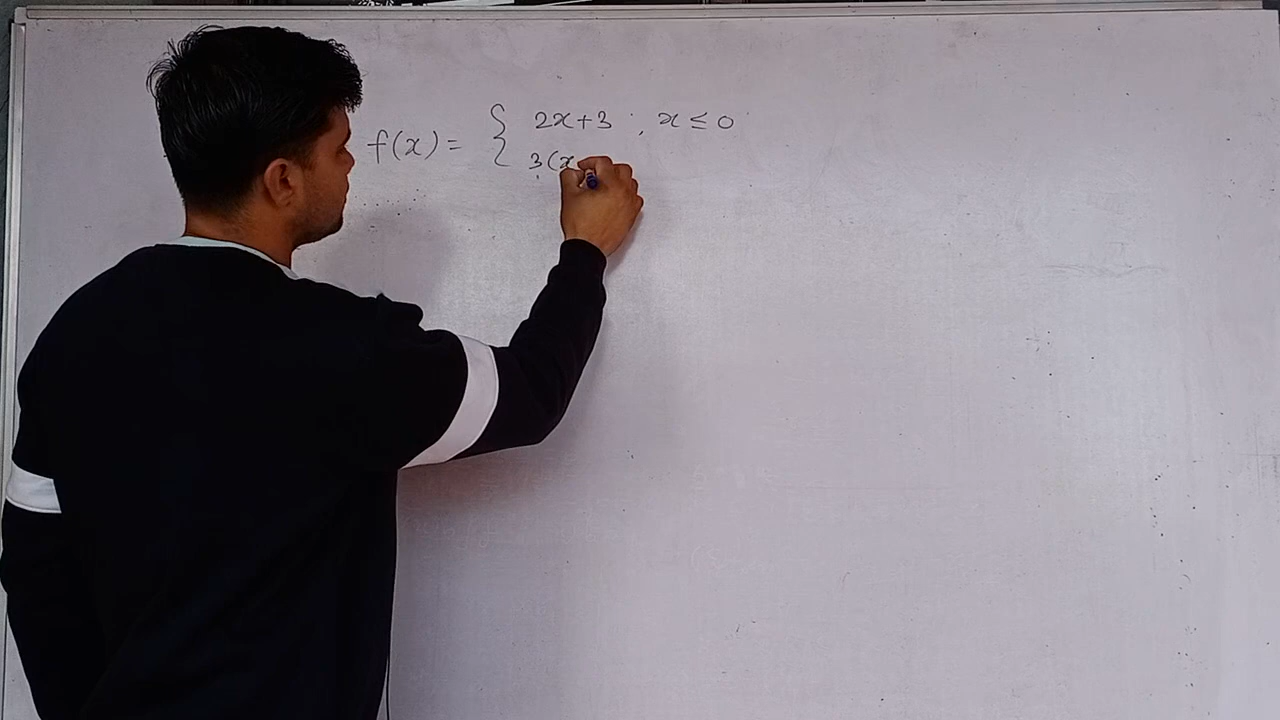 f(x) = { 2x+3 , x ≤ 0
3(x